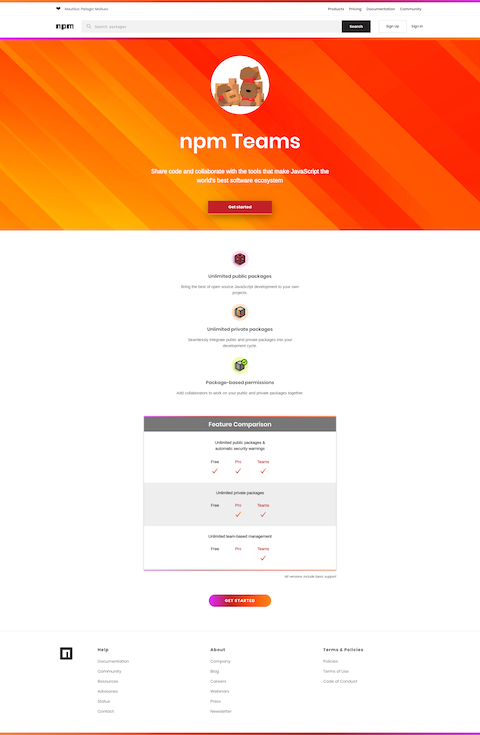 Nautilus Pelagic Mollusc
Products Pricing Documentation Community
npm Search packages Search Sign Up Sign In
npm Teams
Share code and collaborate with the tools that make JavaScript the
world's best software ecosystem
Get started
Unlimited public packages
Bring the best of open source JavaScript development to your own
projects.
Unlimited private packages
Seamlessly integrate public and private packages into your
development cycle.
Package-based permissions
Add collaborators to work on your public and private packages together.
Feature Comparison
Unlimited public packages &
automatic security warnings
Free Pro Teams
Unlimited private packages
Free Pro Teams
Unlimited team-based management
Free Pro Teams
All versions include basic support
GET STARTED
Help
Documentation
Community
Resources
Advisories
Status
Contact
About
Company
Blog
Careers
Webinars
Press
Newsletter
Terms & Policies
Policies
Terms of Use
Code of Conduct